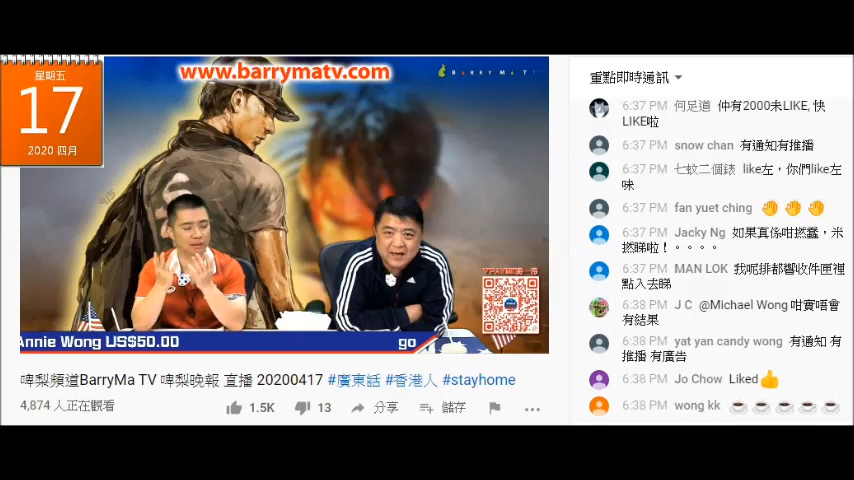 星期五
17
2020 四月
www.barrymatv.com
BARRY MA T
Annie Wong US$50.00
go
啤梨頻道BarryMa TV 啤梨晚報 直播 20200417 #廣東話 #香港人 #stayhome
4,874 人正在觀看
1.5K
13
分享
儲存
重點即時通訊
6:37 PM 何足道 仲有2000未LIKE, 快
LIKE啦
6:37 PM snow chan 有通知有推播
6:37 PM 七蚊二個錶 like左，你們like左
咪
6:37 PM fan yuet ching 👏 👏 👏
6:37 PM Jacky Ng 如果真係咁撚蠢，米
撚睇啦！。。。。
6:37 PM MAN LOK 我呢排都響收件匣裡
點入去睇
6:38 PM J C @Michael Wong 咁實唔會
有結果
6:38 PM yat yan candy wong 有通知 有
推播 有廣告
6:38 PM Jo Chow Liked👍
6:38 PM wong kk ☕ ☕ ☕ ☕ ☕